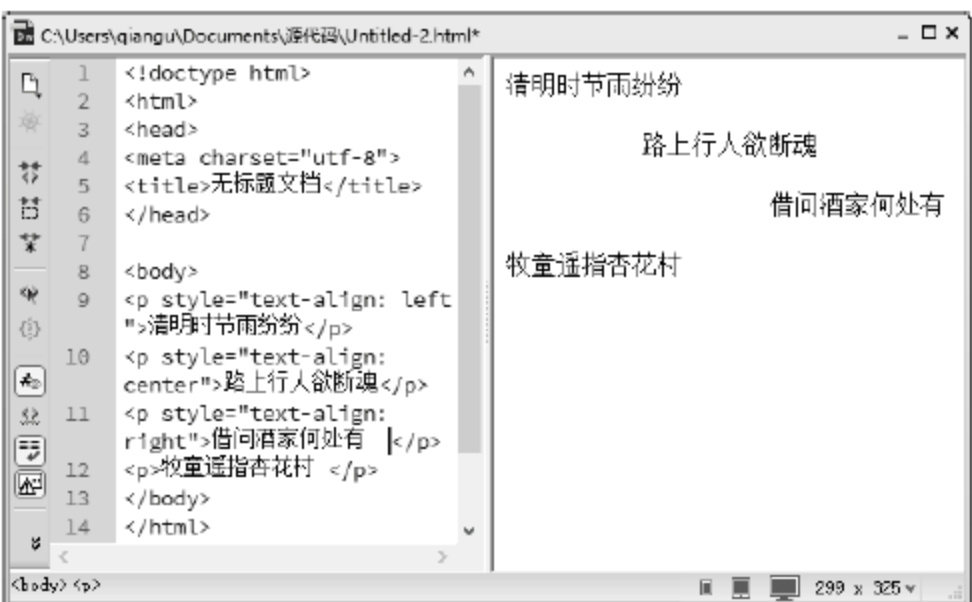 C:\Users\qiangu\Documents\源代码\Untitled-2.html*
1 <!doctype html>
2 <html>
3 <head>
4 <meta charset="utf-8">
5 <title>无标题文档</title>
6 </head>
7
8 <body>
9 <p style="text-align: left
">清明时节雨纷纷</p>
10 <p style="text-align:
center">路上行人欲断魂</p>
11 <p style="text-align:
right">借问酒家何处有 </p>
12 <p>牧童遥指杏花村 </p>
13 </body>
14 </html>
清明时节雨纷纷
路上行人欲断魂
借问酒家何处有
牧童遥指杏花村
<body> <p>
299 x 325